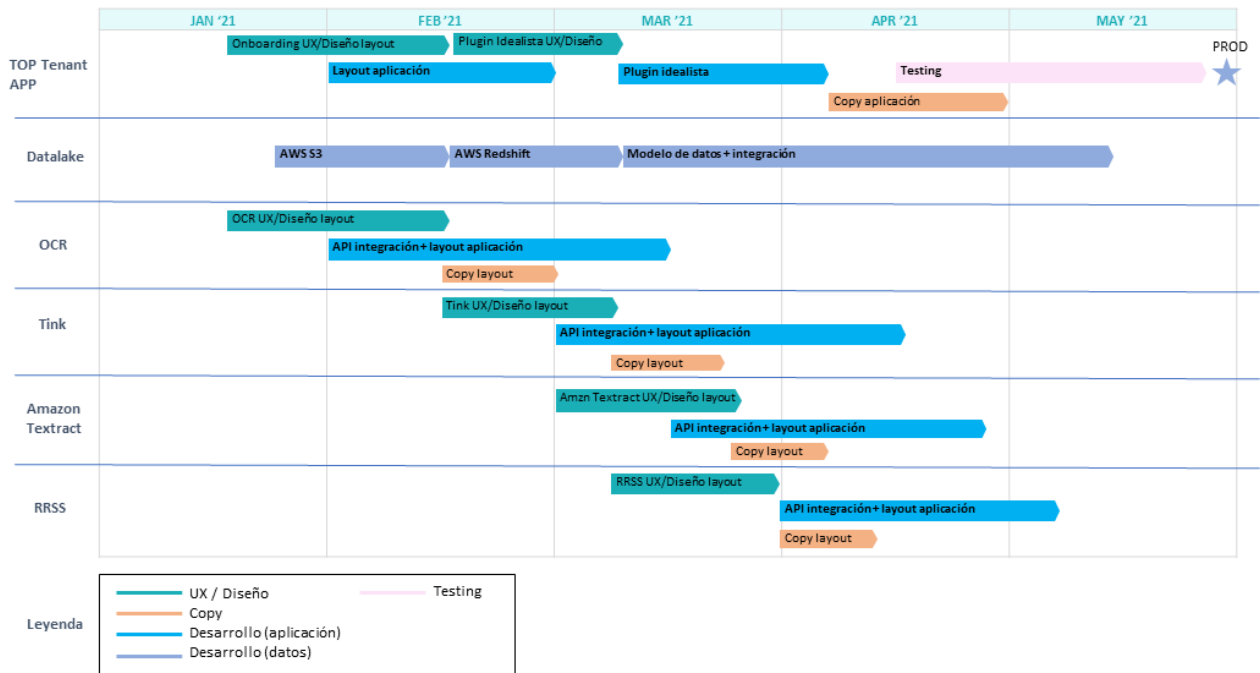 JAN '21 FEB'21 MAR '21 APR '21 MAY '21
Onboarding UX/Diseño layout Plugin Idealista UX/Diseño PROD
TOP Tenant
APP
Layout aplicación Plugin idealista Testing
Copy aplicación
Datalake AWS S3 AWS Redshift Modelo de datos + integración
OCR UX/Diseño layout
OCR API integración + layout aplicación
Copy layout
Tink UX/Diseño layout
Tink API integración + layout aplicación
Copy layout
Amzn Textract UX/Diseño layout
Amazon
Textract
API integración + layout aplicación
Copy layout
RRSS UX/Diseño layout
RRSS API integración + layout aplicación
Copy layout
Leyenda
UX / Diseño Testing
Copy
Desarrollo (aplicación)
Desarrollo (datos)